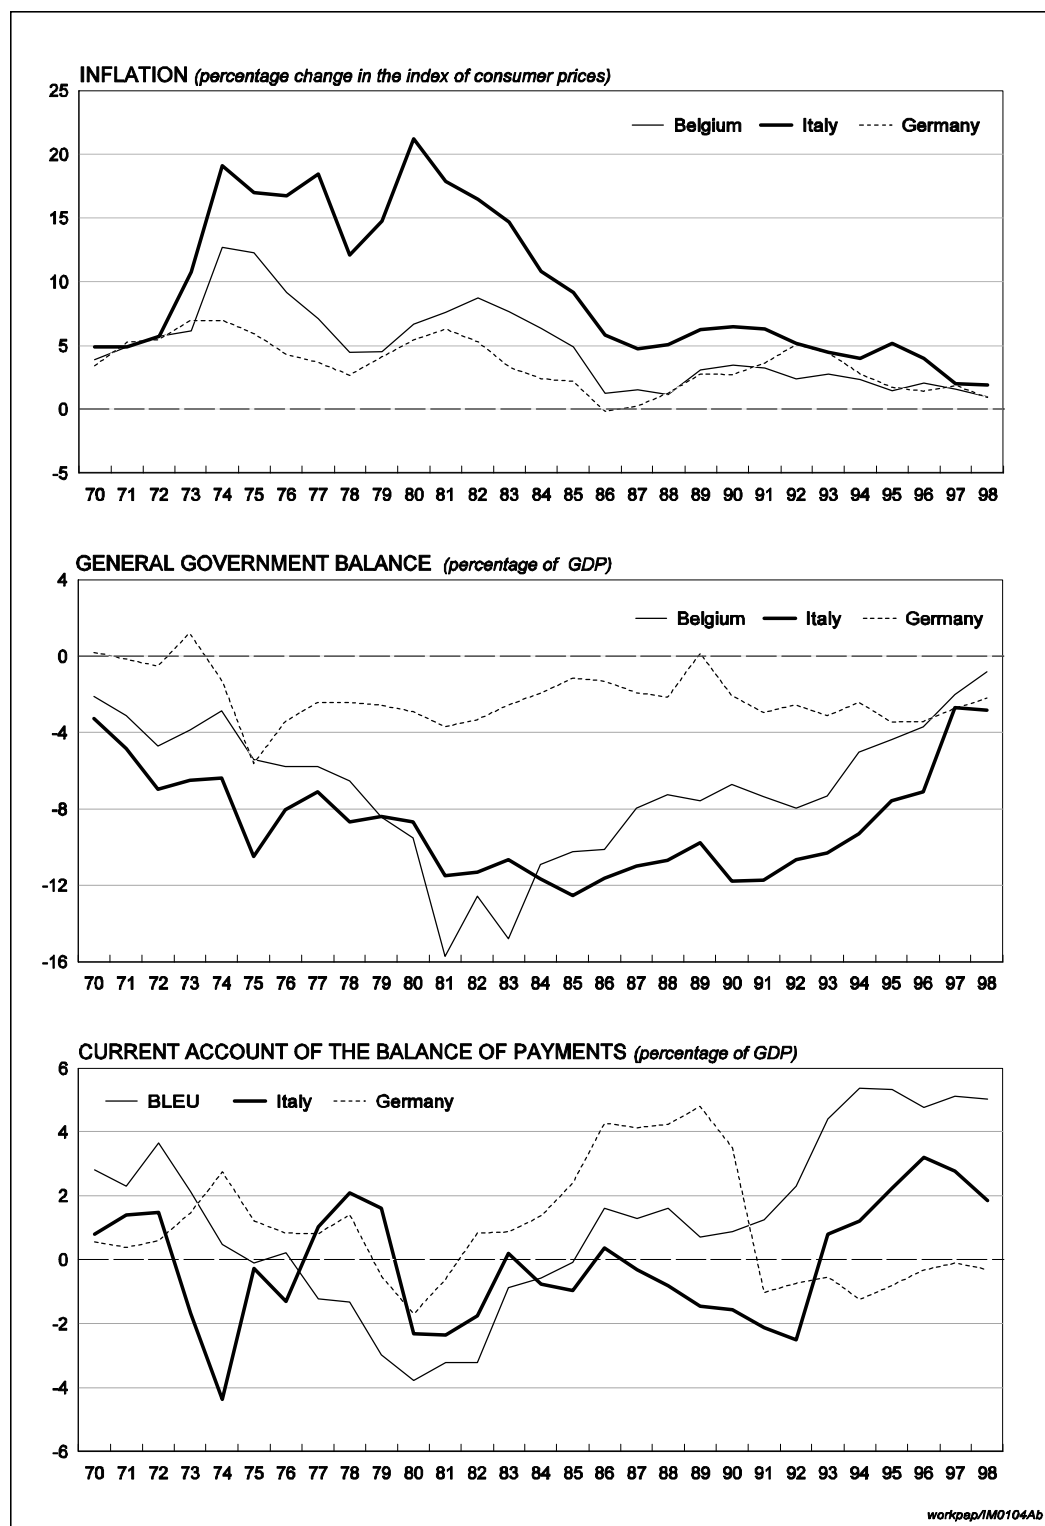 INFLATION (percentage change in the index of consumer prices)
25
Belgium Italy Germany
20
15
10
5
0
-5
70 71 72 73 74 75 76 77 78 79 80 81 82 83 84 85 86 87 88 89 90 91 92 93 94 95 96 97 98
GENERAL GOVERNMENT BALANCE (percentage of GDP)
4
Belgium Italy Germany
0
-4
-8
-12
-16
70 71 72 73 74 75 76 77 78 79 80 81 82 83 84 85 86 87 88 89 90 91 92 93 94 95 96 97 98
CURRENT ACCOUNT OF THE BALANCE OF PAYMENTS (percentage of GDP)
6
BLEU Italy Germany
4
2
0
-2
-4
-6
70 71 72 73 74 75 76 77 78 79 80 81 82 83 84 85 86 87 88 89 90 91 92 93 94 95 96 97 98
workpap/IM0104Ab